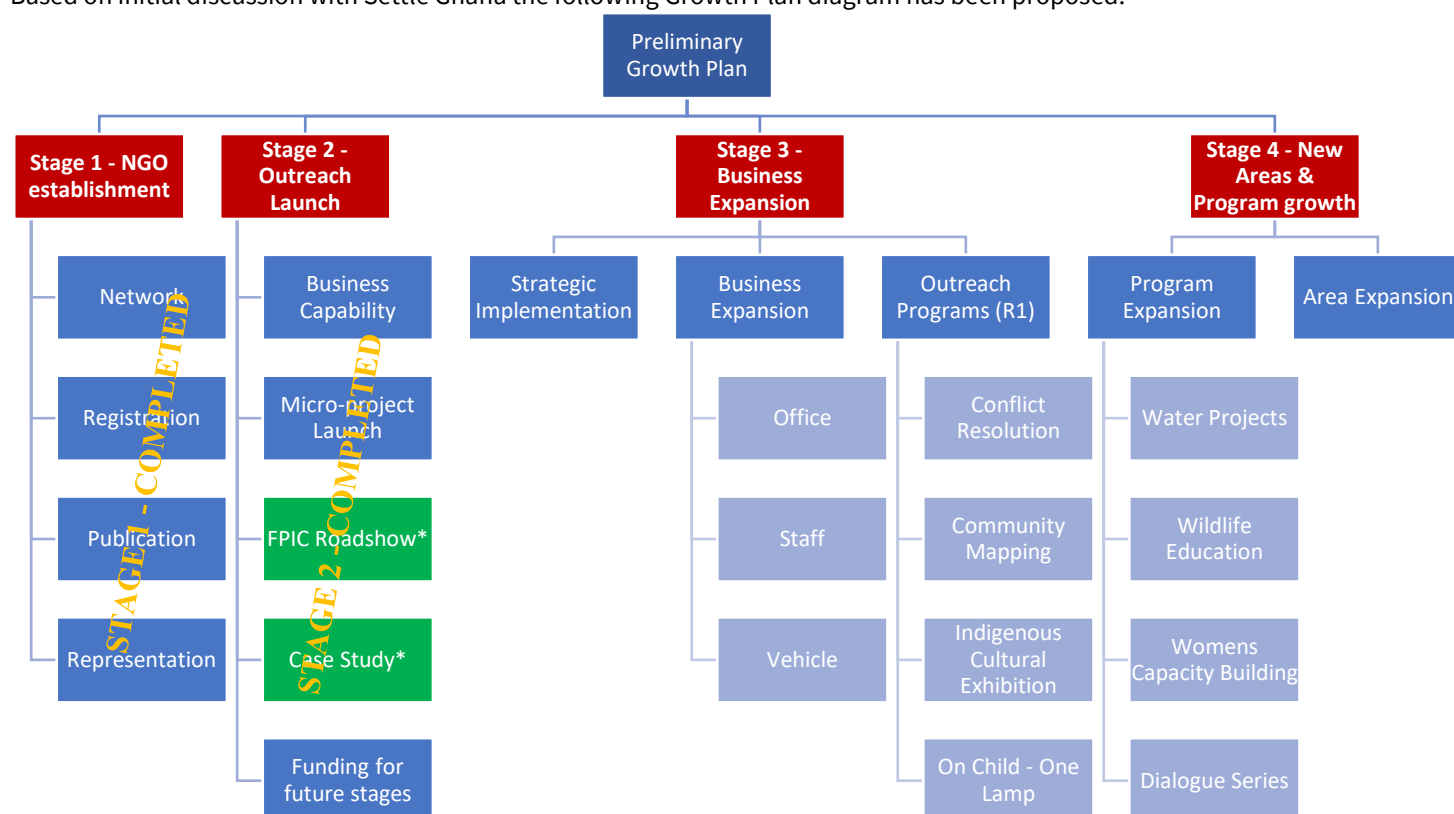 Based on initial discussion with Settle Ghana the following Growth Plan diagram has been proposed:
Preliminary
Growth Plan
Stage 1 - NGO
establishment
Stage 2 -
Outreach
Launch
Stage 3 -
Business
Expansion
Stage 4 - New
Areas &
Program growth
Network
Registration
Publication
Representation
STAGE 1 - COMPLETED
Business
Capability
Micro-project
Launch
FPIC Roadshow*
Case Study*
Funding for
future stages
STAGE 2 - COMPLETED
Strategic
Implementation
Business
Expansion
Office
Staff
Vehicle
Outreach
Programs (R1)
Conflict
Resolution
Community
Mapping
Indigenous
Cultural
Exhibition
On Child - One
Lamp
Program
Expansion
Water Projects
Wildlife
Education
Womens
Capacity Building
Dialogue Series
Area Expansion